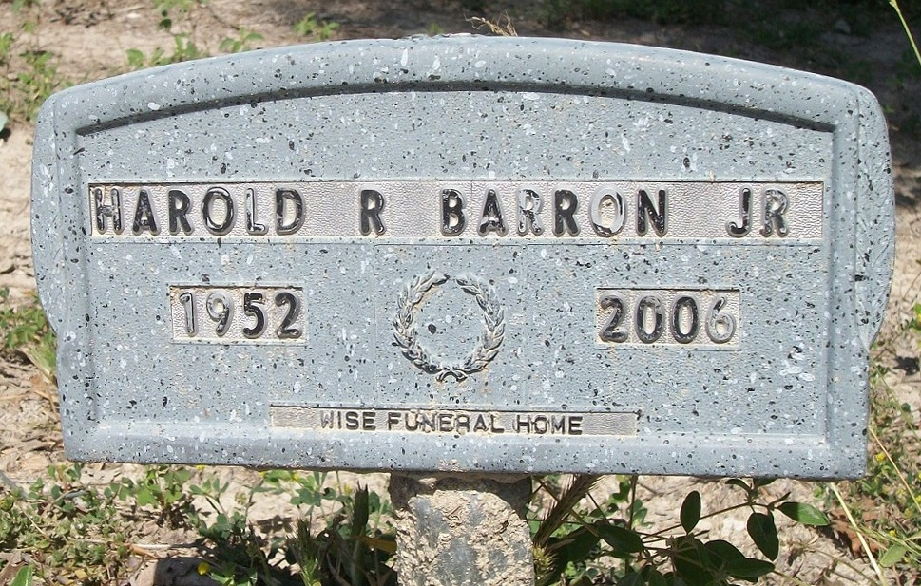 HAROLD R BARRON JR
1952 2006
WISE FUNERAL HOME